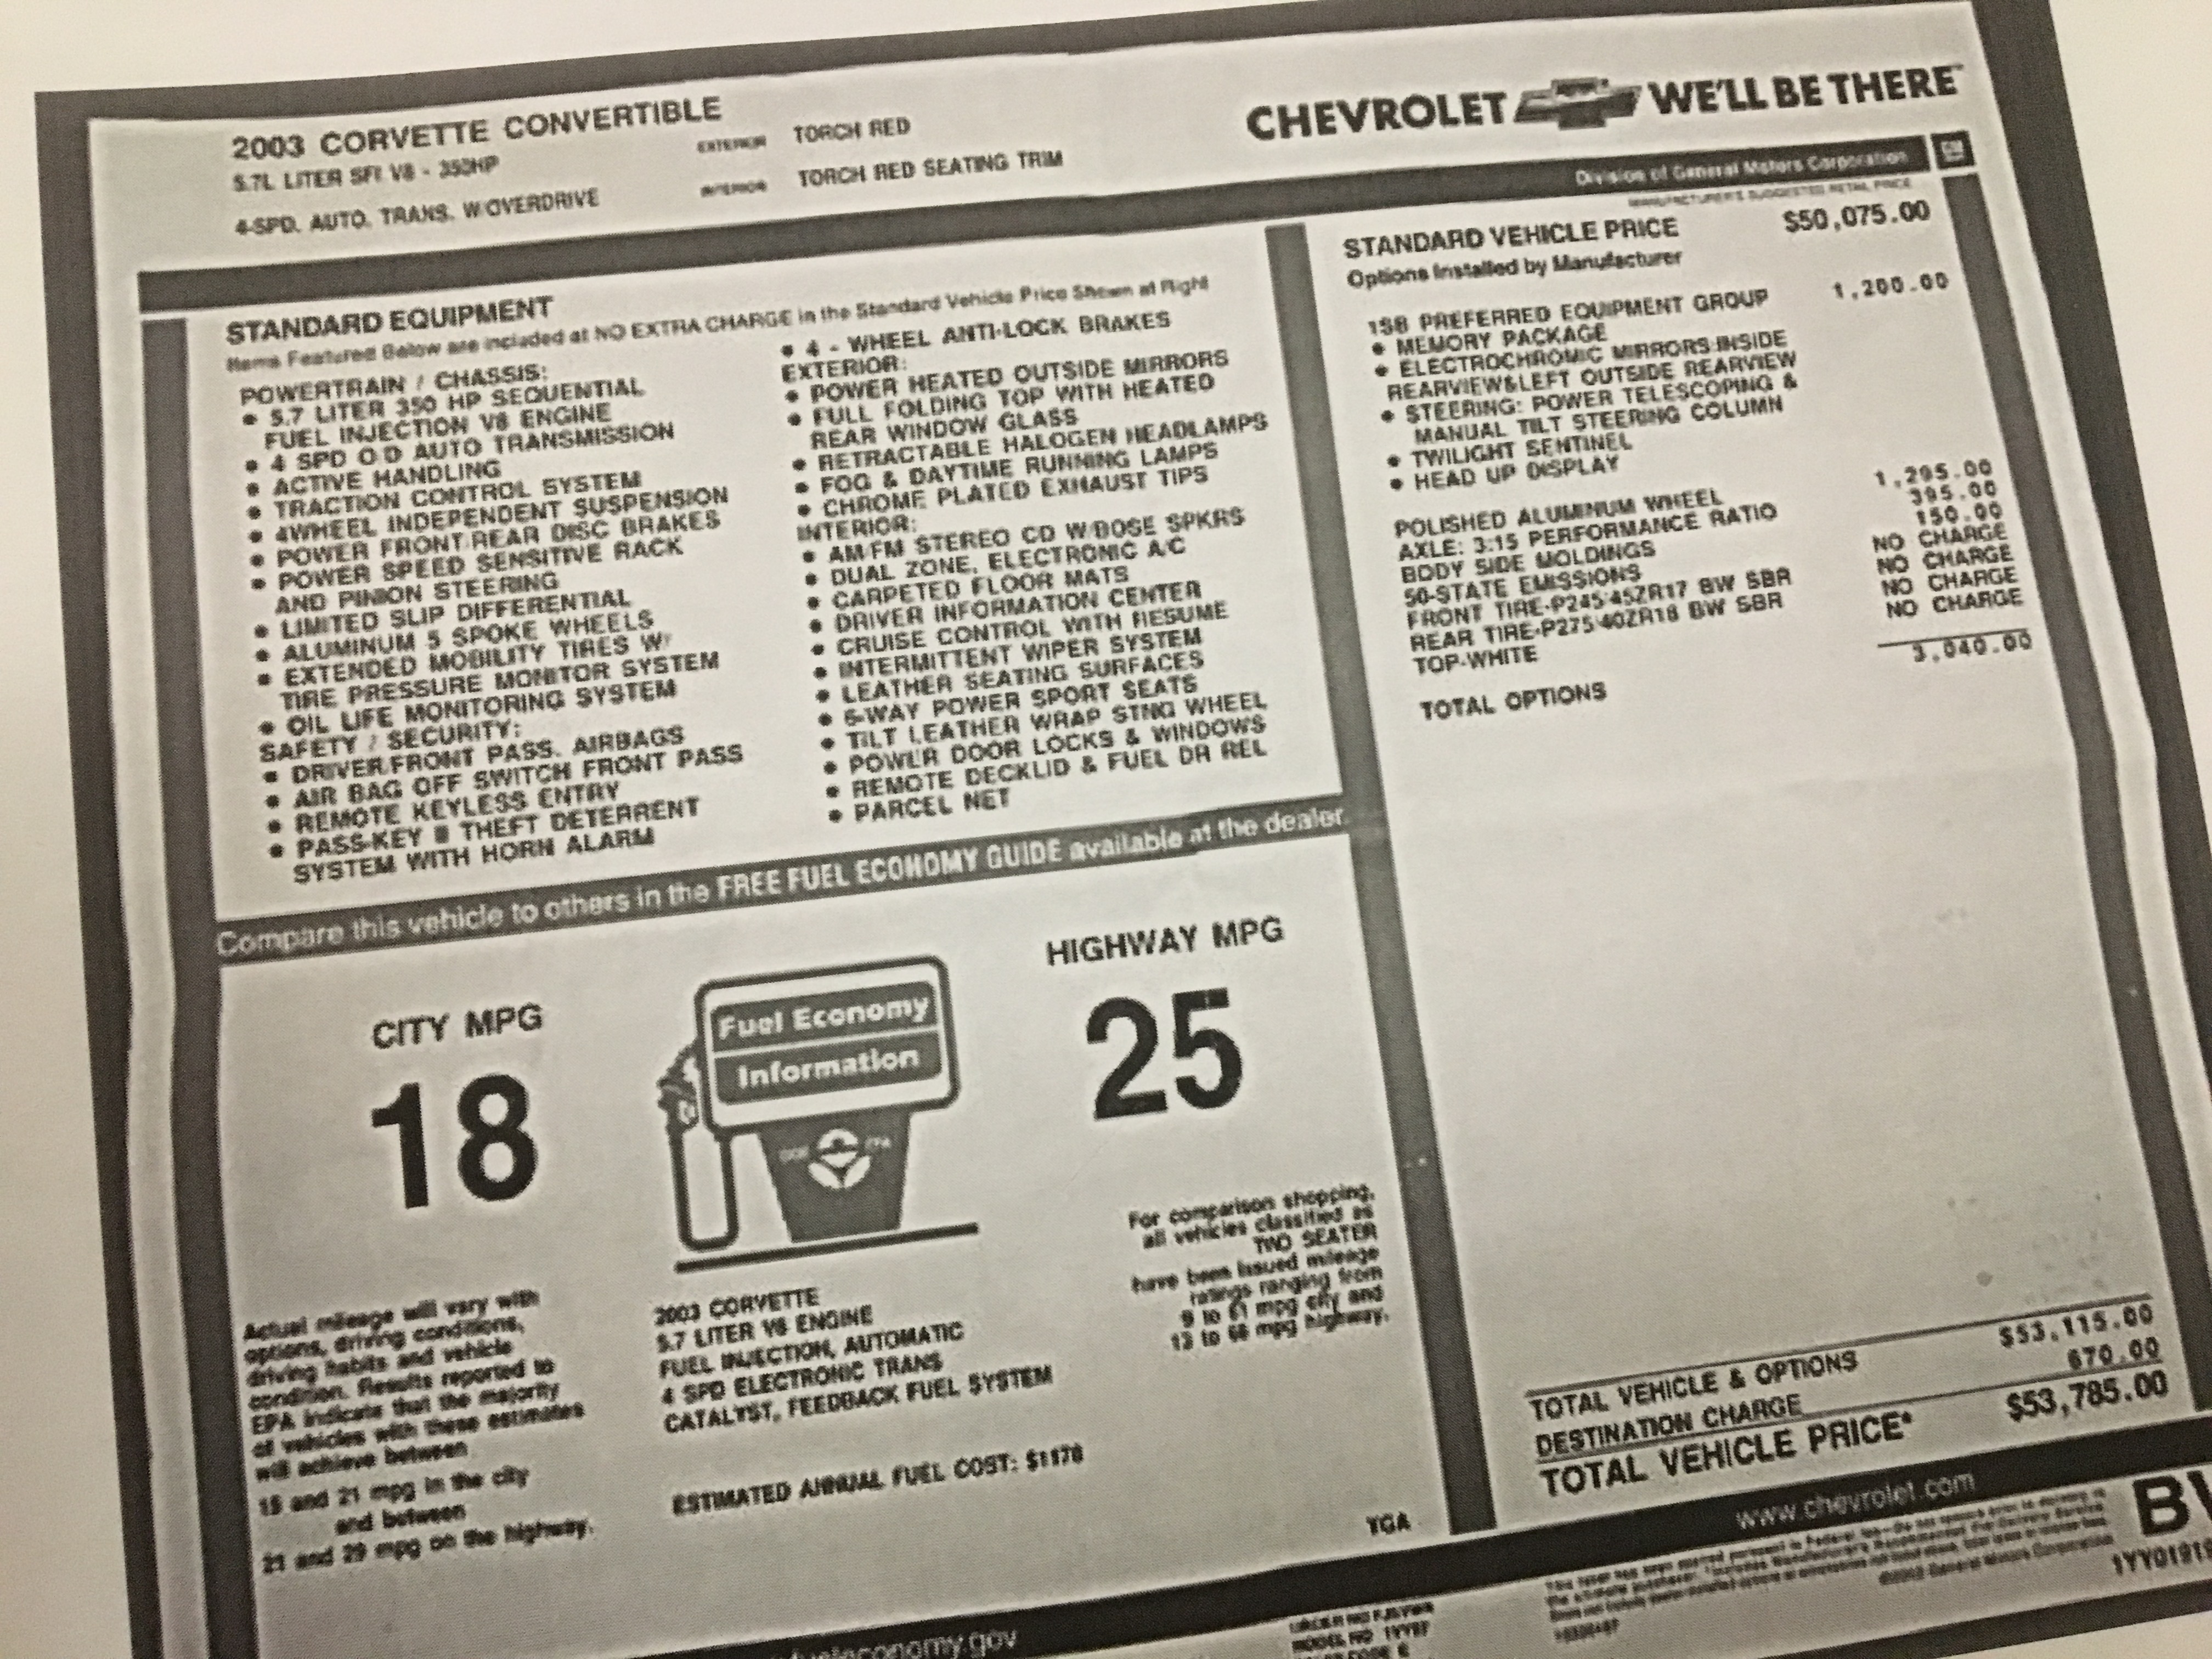 2003 CORVETTE CONVERTIBLE
5.7L LITER SFI V8 - 350HP
4-SPD. AUTO. TRANS. W/OVERDRIVE
EXTERIOR TORCH RED
INTERIOR TORCH RED SEATING TRIM
CHEVROLET WE'LL BE THERE™
Division of General Motors Corporation GM
MANUFACTURER'S SUGGESTED RETAIL PRICE
STANDARD EQUIPMENT
Items Featured Below are included at NO EXTRA CHARGE in the Standard Vehicle Price Shown at Right
POWERTRAIN / CHASSIS:
• 5.7 LITER 350 HP SEQUENTIAL
FUEL INJECTION V8 ENGINE
• 4 SPD O/D AUTO TRANSMISSION
• ACTIVE HANDLING
• TRACTION CONTROL SYSTEM
• 4WHEEL INDEPENDENT SUSPENSION
• POWER FRONT/REAR DISC BRAKES
• POWER SPEED SENSITIVE RACK
AND PINION STEERING
• LIMITED SLIP DIFFERENTIAL
• ALUMINUM 5 SPOKE WHEELS
• EXTENDED MOBILITY TIRES W/
TIRE PRESSURE MONITOR SYSTEM
• OIL LIFE MONITORING SYSTEM
SAFETY / SECURITY:
• DRIVER/FRONT PASS. AIRBAGS
• AIR BAG OFF SWITCH FRONT PASS
• REMOTE KEYLESS ENTRY
• PASS-KEY II THEFT DETERRENT
SYSTEM WITH HORN ALARM
• 4 - WHEEL ANTI-LOCK BRAKES
EXTERIOR:
• POWER HEATED OUTSIDE MIRRORS
• FULL FOLDING TOP WITH HEATED
REAR WINDOW GLASS
• RETRACTABLE HALOGEN HEADLAMPS
• FOG & DAYTIME RUNNING LAMPS
• CHROME PLATED EXHAUST TIPS
INTERIOR:
• AM/FM STEREO CD W/BOSE SPKRS
• DUAL ZONE, ELECTRONIC A/C
• CARPETED FLOOR MATS
• DRIVER INFORMATION CENTER
• CRUISE CONTROL WITH RESUME
• INTERMITTENT WIPER SYSTEM
• LEATHER SEATING SURFACES
• 6-WAY POWER SPORT SEATS
• TILT LEATHER WRAP STNG WHEEL
• POWER DOOR LOCKS & WINDOWS
• REMOTE DECKLID & FUEL DR REL
• PARCEL NET
STANDARD VEHICLE PRICE $50,075.00
Options Installed by Manufacturer
1SB PREFERRED EQUIPMENT GROUP 1,200.00
• MEMORY PACKAGE
• ELECTROCHROMIC MIRRORS:INSIDE
REARVIEW&LEFT OUTSIDE REARVIEW
• STEERING: POWER TELESCOPING &
MANUAL TILT STEERING COLUMN
• TWILIGHT SENTINEL
• HEAD UP DISPLAY
POLISHED ALUMINUM WHEEL 1,295.00
AXLE: 3:15 PERFORMANCE RATIO 395.00
BODY SIDE MOLDINGS 150.00
50-STATE EMISSIONS NO CHARGE
FRONT TIRE-P245/45ZR17 BW SBR NO CHARGE
REAR TIRE-P275/40ZR18 BW SBR NO CHARGE
TOP-WHITE NO CHARGE
TOTAL OPTIONS 3,040.00
Compare this vehicle to others in the FREE FUEL ECONOMY GUIDE available at the dealer.
CITY MPG
18
Fuel Economy
Information
DOE EPA
HIGHWAY MPG
25
Actual mileage will vary with
options, driving conditions,
driving habits and vehicle
condition. Results reported to
EPA indicate that the majority
of vehicles with these estimates
will achieve between
15 and 21 mpg in the city
and between
21 and 29 mpg on the highway.
2003 CORVETTE
5.7 LITER V8 ENGINE
FUEL INJECTION, AUTOMATIC
4 SPD ELECTRONIC TRANS
CATALYST, FEEDBACK FUEL SYSTEM
ESTIMATED ANNUAL FUEL COST: $1178
For comparison shopping,
all vehicles classified as
TWO SEATER
have been issued mileage
ratings ranging from
9 to 61 mpg city and
13 to 68 mpg highway.
YGA
TOTAL VEHICLE & OPTIONS $53,115.00
DESTINATION CHARGE 670.00
TOTAL VEHICLE PRICE* $53,785.00
www.chevrolet.com
fueleconomy.gov
BV
1YY01919